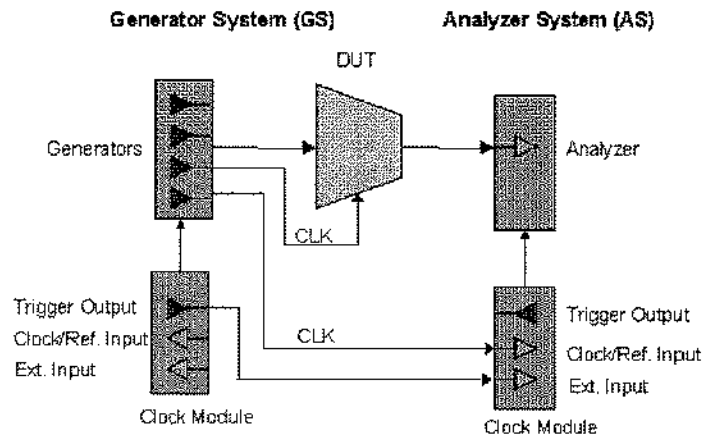 Generator System (GS)
Analyzer System (AS)
DUT
Generators
Analyzer
CLK
Trigger Output
Clock/Ref. Input
Ext. Input
Clock Module
CLK
Trigger Output
Clock/Ref. Input
Ext. Input
Clock Module